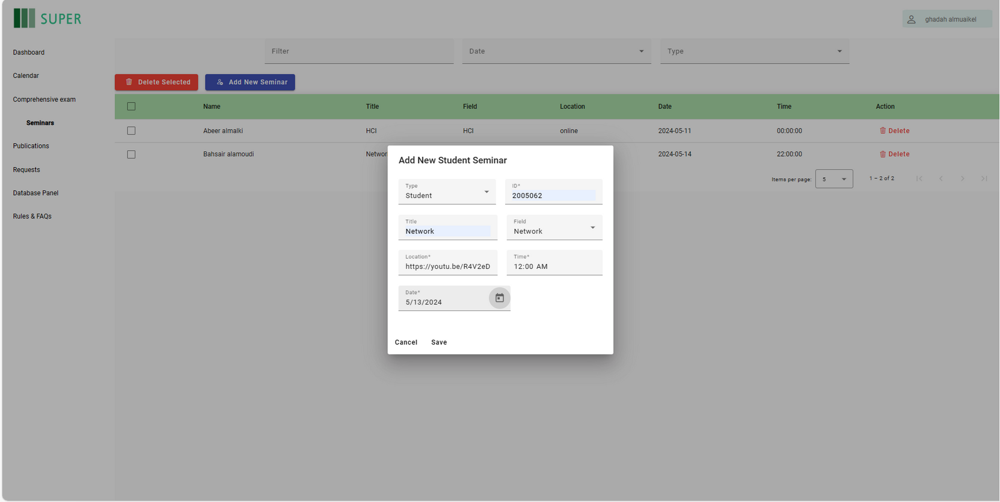 SUPER
ghadah almuaikel
Dashboard
Calendar
Comprehensive exam
Seminars
Publications
Requests
Database Panel
Rules & FAQs
Filter Date Type
Delete Selected Add New Seminar
Name Title Field Location Date Time Action
Abeer almalki HCI HCI online 2024-05-11 00:00:00 Delete
Bahsair alamoudi Networ 2024-05-14 22:00:00 Delete
Items per page: 5 1 – 2 of 2
Add New Student Seminar
Type ID*
Student 2005062
Title Field
Network Network
Location* Time*
https://youtu.be/R4V2eD 12:00 AM
Date*
5/13/2024
Cancel Save